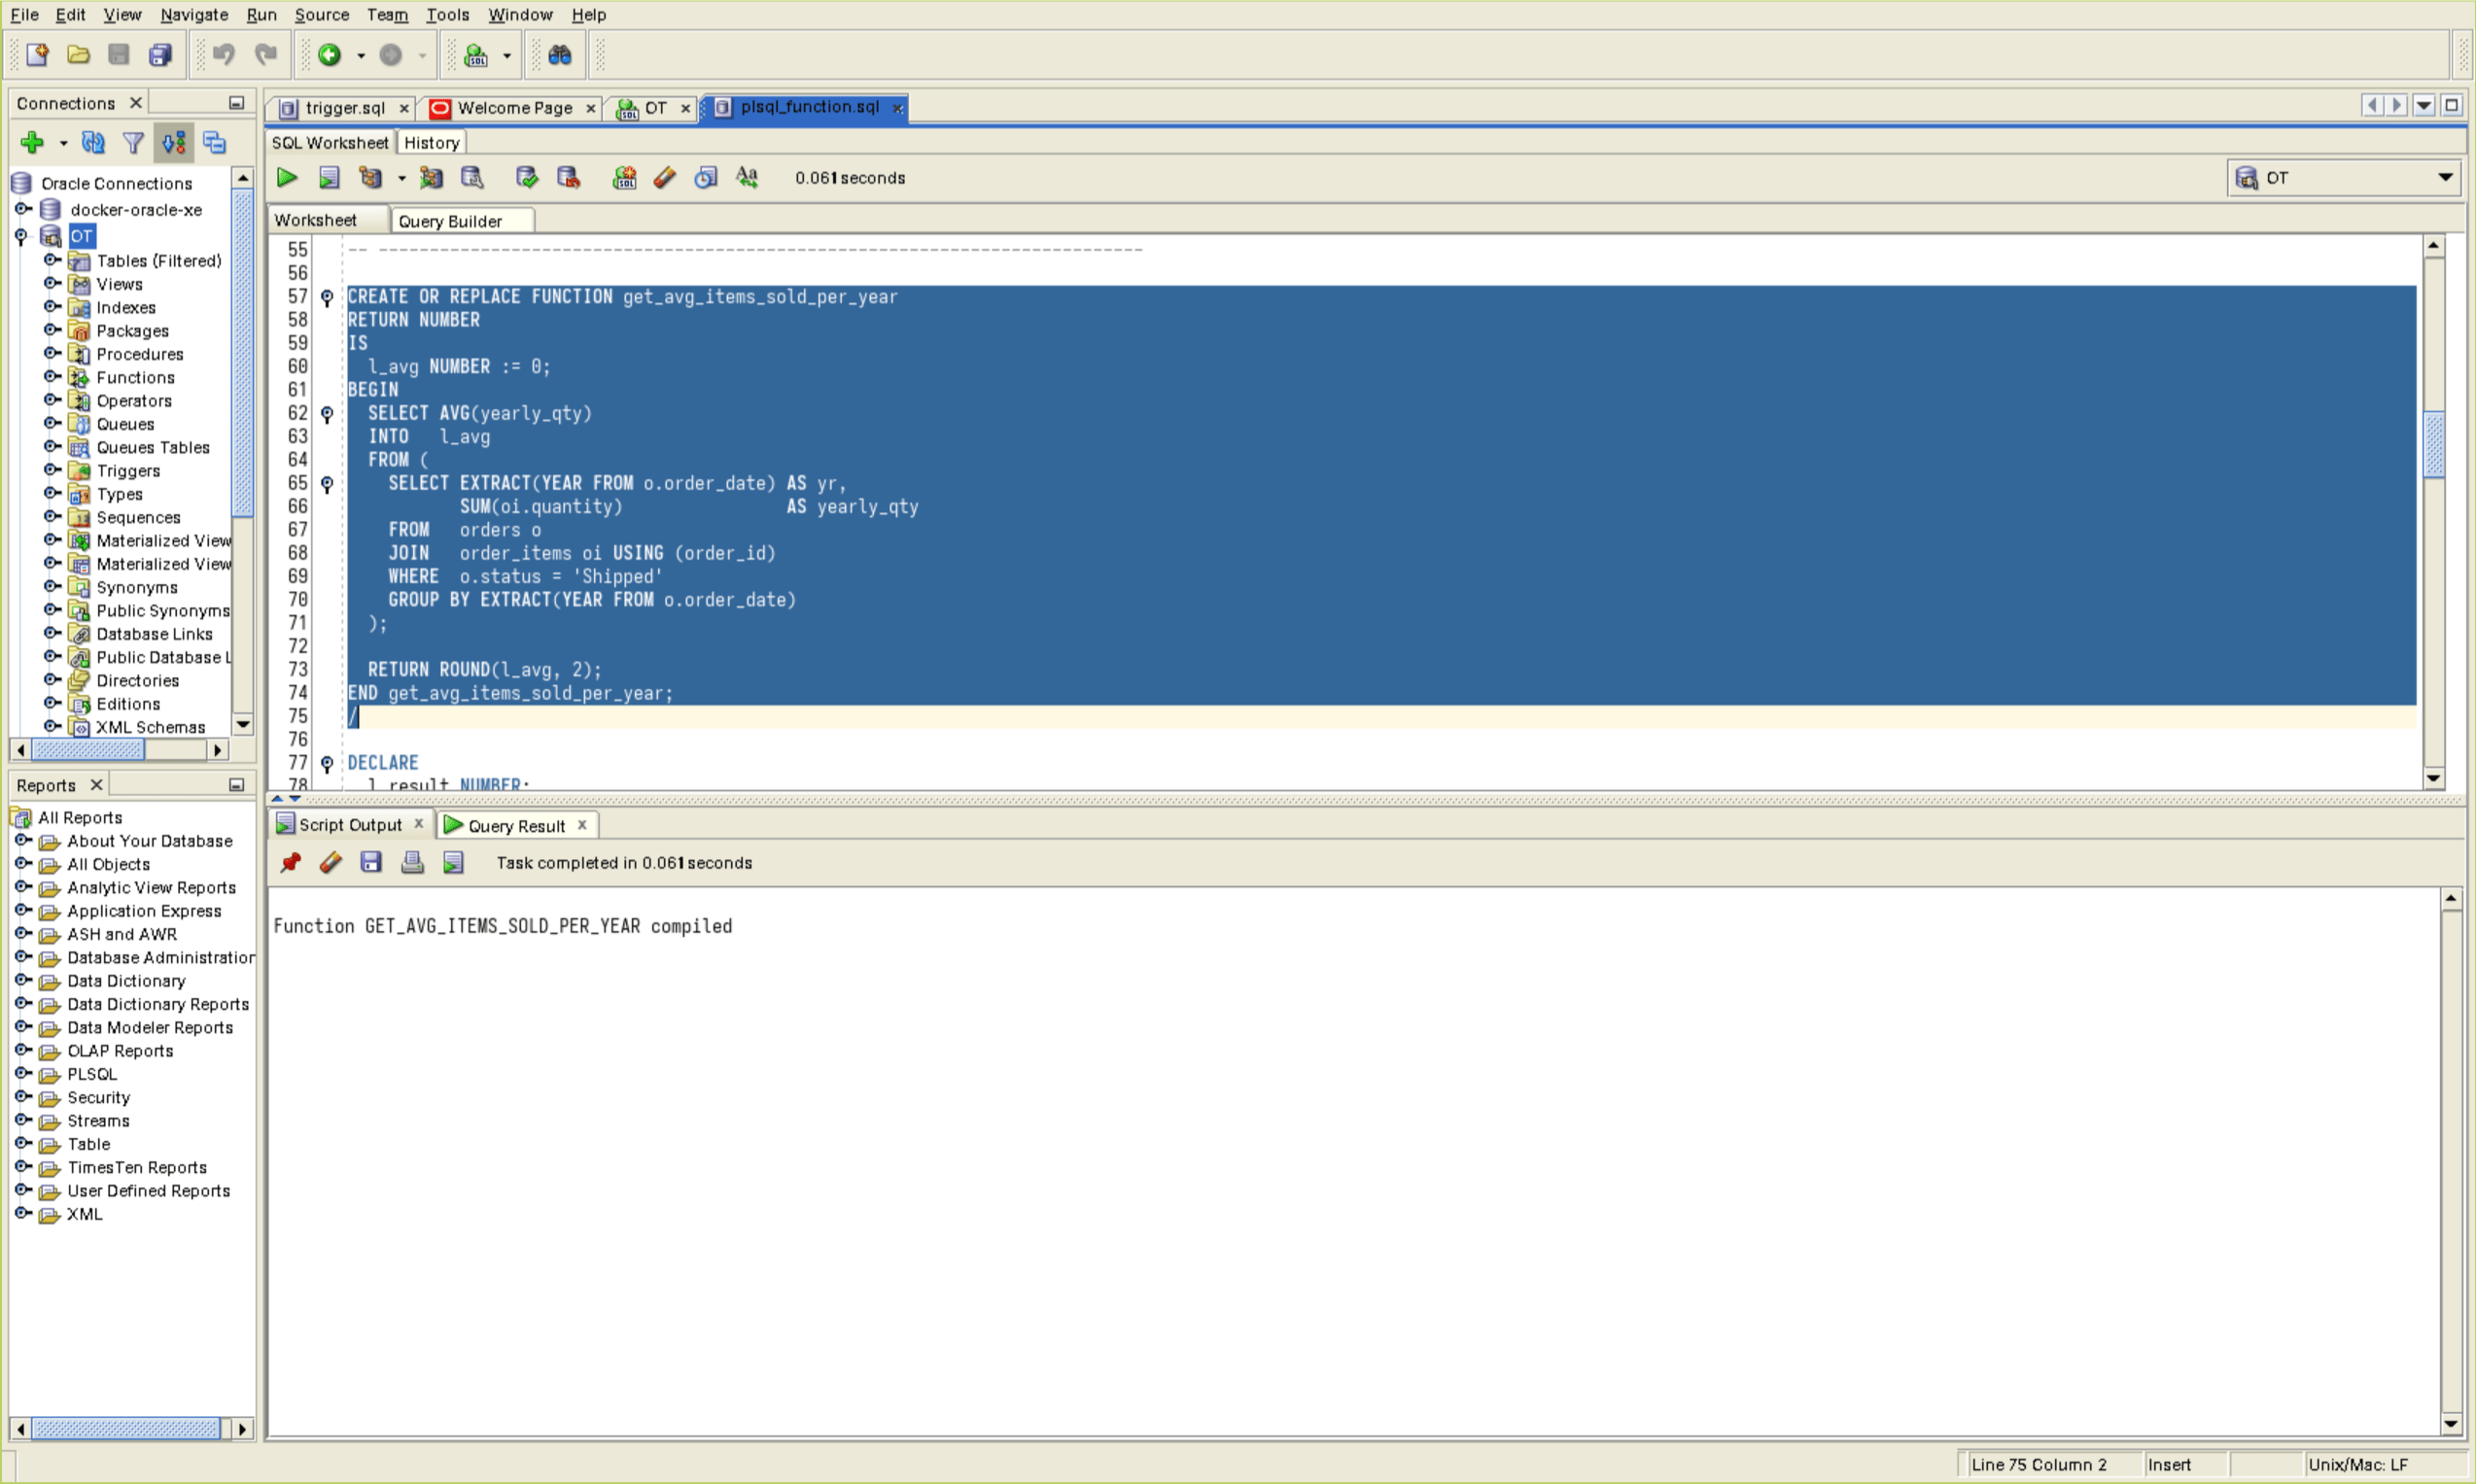 File Edit View Navigate Run Source Team Tools Window Help
Connections
Oracle Connections
docker-oracle-xe
OT
Tables (Filtered)
Views
Indexes
Packages
Procedures
Functions
Operators
Queues
Queues Tables
Triggers
Types
Sequences
Materialized View
Materialized View
Synonyms
Public Synonyms
Database Links
Public Database L
Directories
Editions
XML Schemas
Reports
All Reports
About Your Database
All Objects
Analytic View Reports
Application Express
ASH and AWR
Database Administration
Data Dictionary
Data Dictionary Reports
Data Modeler Reports
OLAP Reports
PLSQL
Security
Streams
Table
TimesTen Reports
User Defined Reports
XML
trigger.sql Welcome Page OT plsql_function.sql
SQL Worksheet History
0.061 seconds OT
Worksheet Query Builder
55 -- ---------------------------------------------------------------------------
56
57 CREATE OR REPLACE FUNCTION get_avg_items_sold_per_year
58 RETURN NUMBER
59 IS
60 l_avg NUMBER := 0;
61 BEGIN
62 SELECT AVG(yearly_qty)
63 INTO l_avg
64 FROM (
65 SELECT EXTRACT(YEAR FROM o.order_date) AS yr,
66 SUM(oi.quantity) AS yearly_qty
67 FROM orders o
68 JOIN order_items oi USING (order_id)
69 WHERE o.status = 'Shipped'
70 GROUP BY EXTRACT(YEAR FROM o.order_date)
71 );
72
73 RETURN ROUND(l_avg, 2);
74 END get_avg_items_sold_per_year;
75 /
76
77 DECLARE
78 l_result NUMBER;
Script Output Query Result
Task completed in 0.061 seconds
Function GET_AVG_ITEMS_SOLD_PER_YEAR compiled
Line 75 Column 2 Insert Unix/Mac: LF